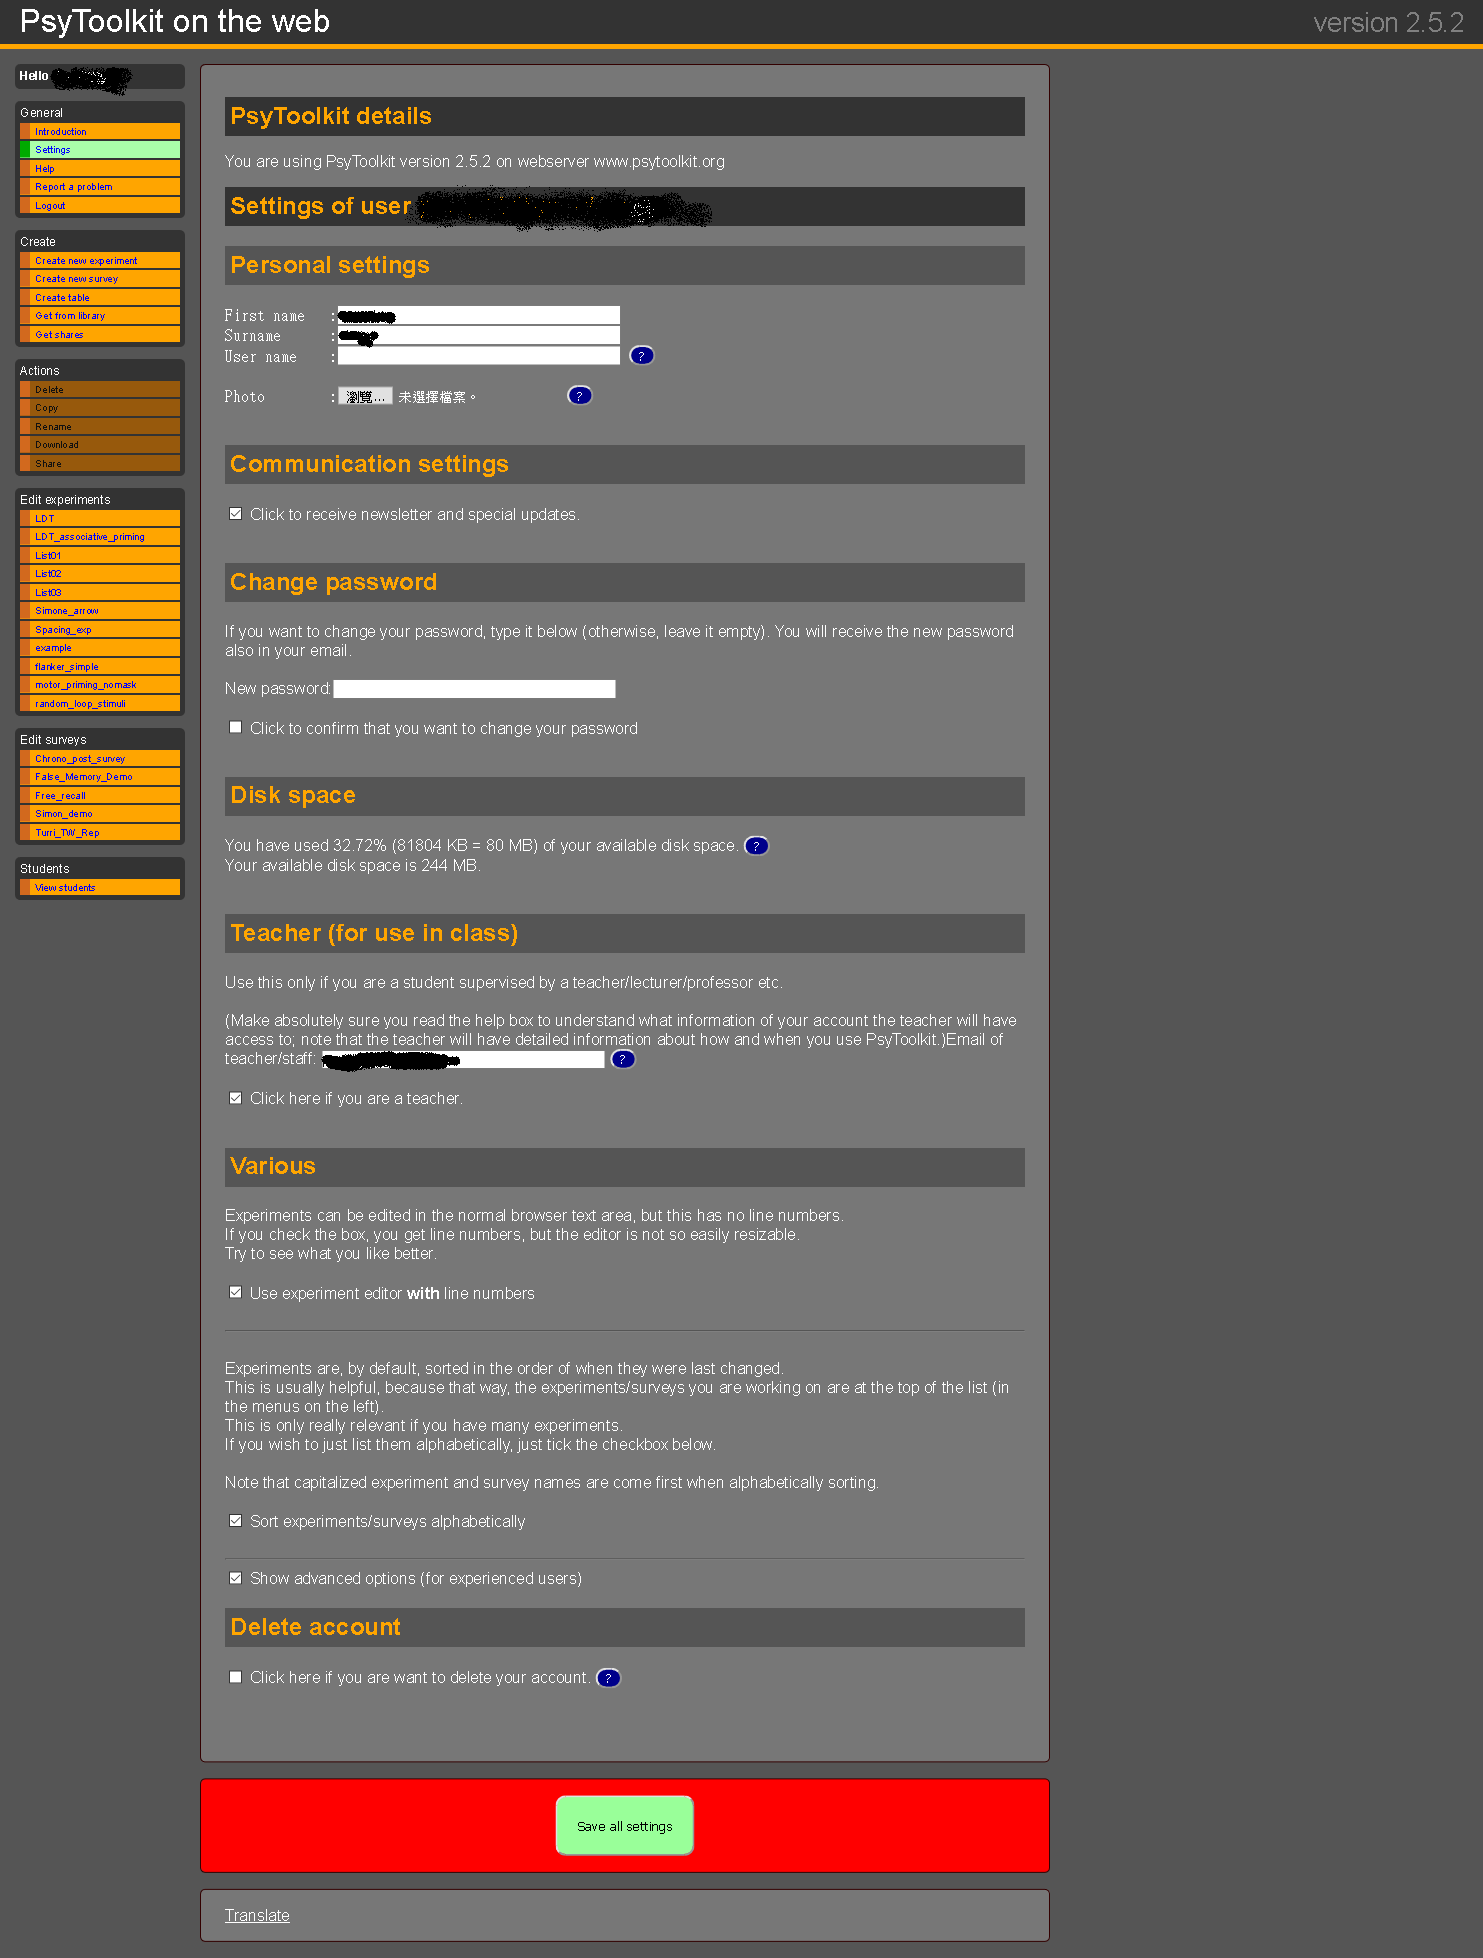 PsyToolkit on the web
version 2.5.2
Hello
General
Introduction
Settings
Help
Report a problem
Logout
Create
Create new experiment
Create new survey
Create table
Get from library
Get shares
Actions
Delete
Copy
Rename
Download
Share
Edit experiments
LDT
LDT_associative_priming
List01
List02
List03
Simone_arrow
Spacing_exp
example
flanker_simple
motor_priming_nomask
random_loop_stimuli
Edit surveys
Chrono_post_survey
False_Memory_Demo
Free_recall
Simon_demo
Turri_TW_Rep
Students
View students
PsyToolkit details
You are using PsyToolkit version 2.5.2 on webserver www.psytoolkit.org
Settings of user
Personal settings
First name :
Surname :
User name : ?
Photo : 瀏覽... 未選擇檔案。 ?
Communication settings
Click to receive newsletter and special updates.
Change password
If you want to change your password, type it below (otherwise, leave it empty). You will receive the new password
also in your email.
New password:
Click to confirm that you want to change your password
Disk space
You have used 32.72% (81804 KB = 80 MB) of your available disk space. ?
Your available disk space is 244 MB.
Teacher (for use in class)
Use this only if you are a student supervised by a teacher/lecturer/professor etc.
(Make absolutely sure you read the help box to understand what information of your account the teacher will have
access to; note that the teacher will have detailed information about how and when you use PsyToolkit.)Email of
teacher/staff: ?
Click here if you are a teacher.
Various
Experiments can be edited in the normal browser text area, but this has no line numbers.
If you check the box, you get line numbers, but the editor is not so easily resizable.
Try to see what you like better.
Use experiment editor with line numbers
Experiments are, by default, sorted in the order of when they were last changed.
This is usually helpful, because that way, the experiments/surveys you are working on are at the top of the list (in
the menus on the left).
This is only really relevant if you have many experiments.
If you wish to just list them alphabetically, just tick the checkbox below.
Note that capitalized experiment and survey names are come first when alphabetically sorting.
Sort experiments/surveys alphabetically
Show advanced options (for experienced users)
Delete account
Click here if you are want to delete your account. ?
Save all settings
Translate